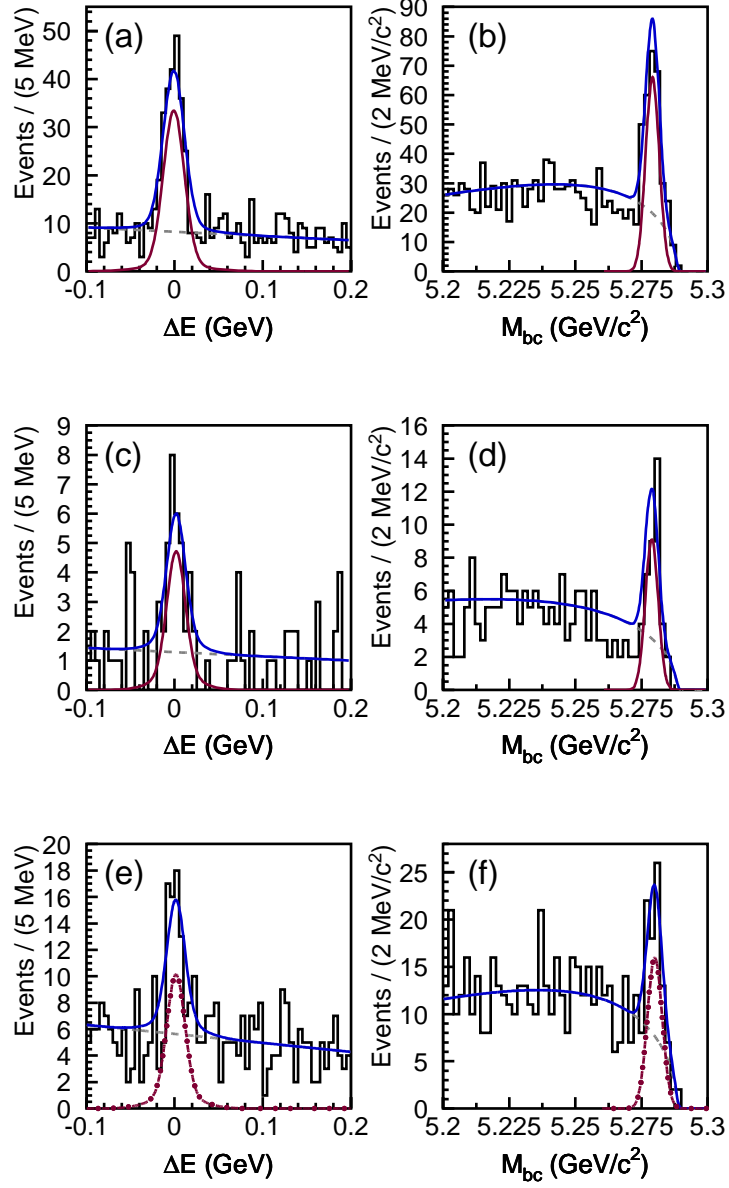 (a)
Events / (5 MeV)
50
40
30
20
10
0
-0.1 0 0.1 0.2
ΔE (GeV)
(b)
Events / (2 MeV/c²)
90
80
70
60
50
40
30
20
10
0
5.2 5.225 5.25 5.275 5.3
M_bc (GeV/c²)
(c)
Events / (5 MeV)
9
8
7
6
5
4
3
2
1
0
-0.1 0 0.1 0.2
ΔE (GeV)
(d)
Events / (2 MeV/c²)
16
14
12
10
8
6
4
2
0
5.2 5.225 5.25 5.275 5.3
M_bc (GeV/c²)
(e)
Events / (5 MeV)
20
18
16
14
12
10
8
6
4
2
0
-0.1 0 0.1 0.2
ΔE (GeV)
(f)
Events / (2 MeV/c²)
25
20
15
10
5
0
5.2 5.225 5.25 5.275 5.3
M_bc (GeV/c²)